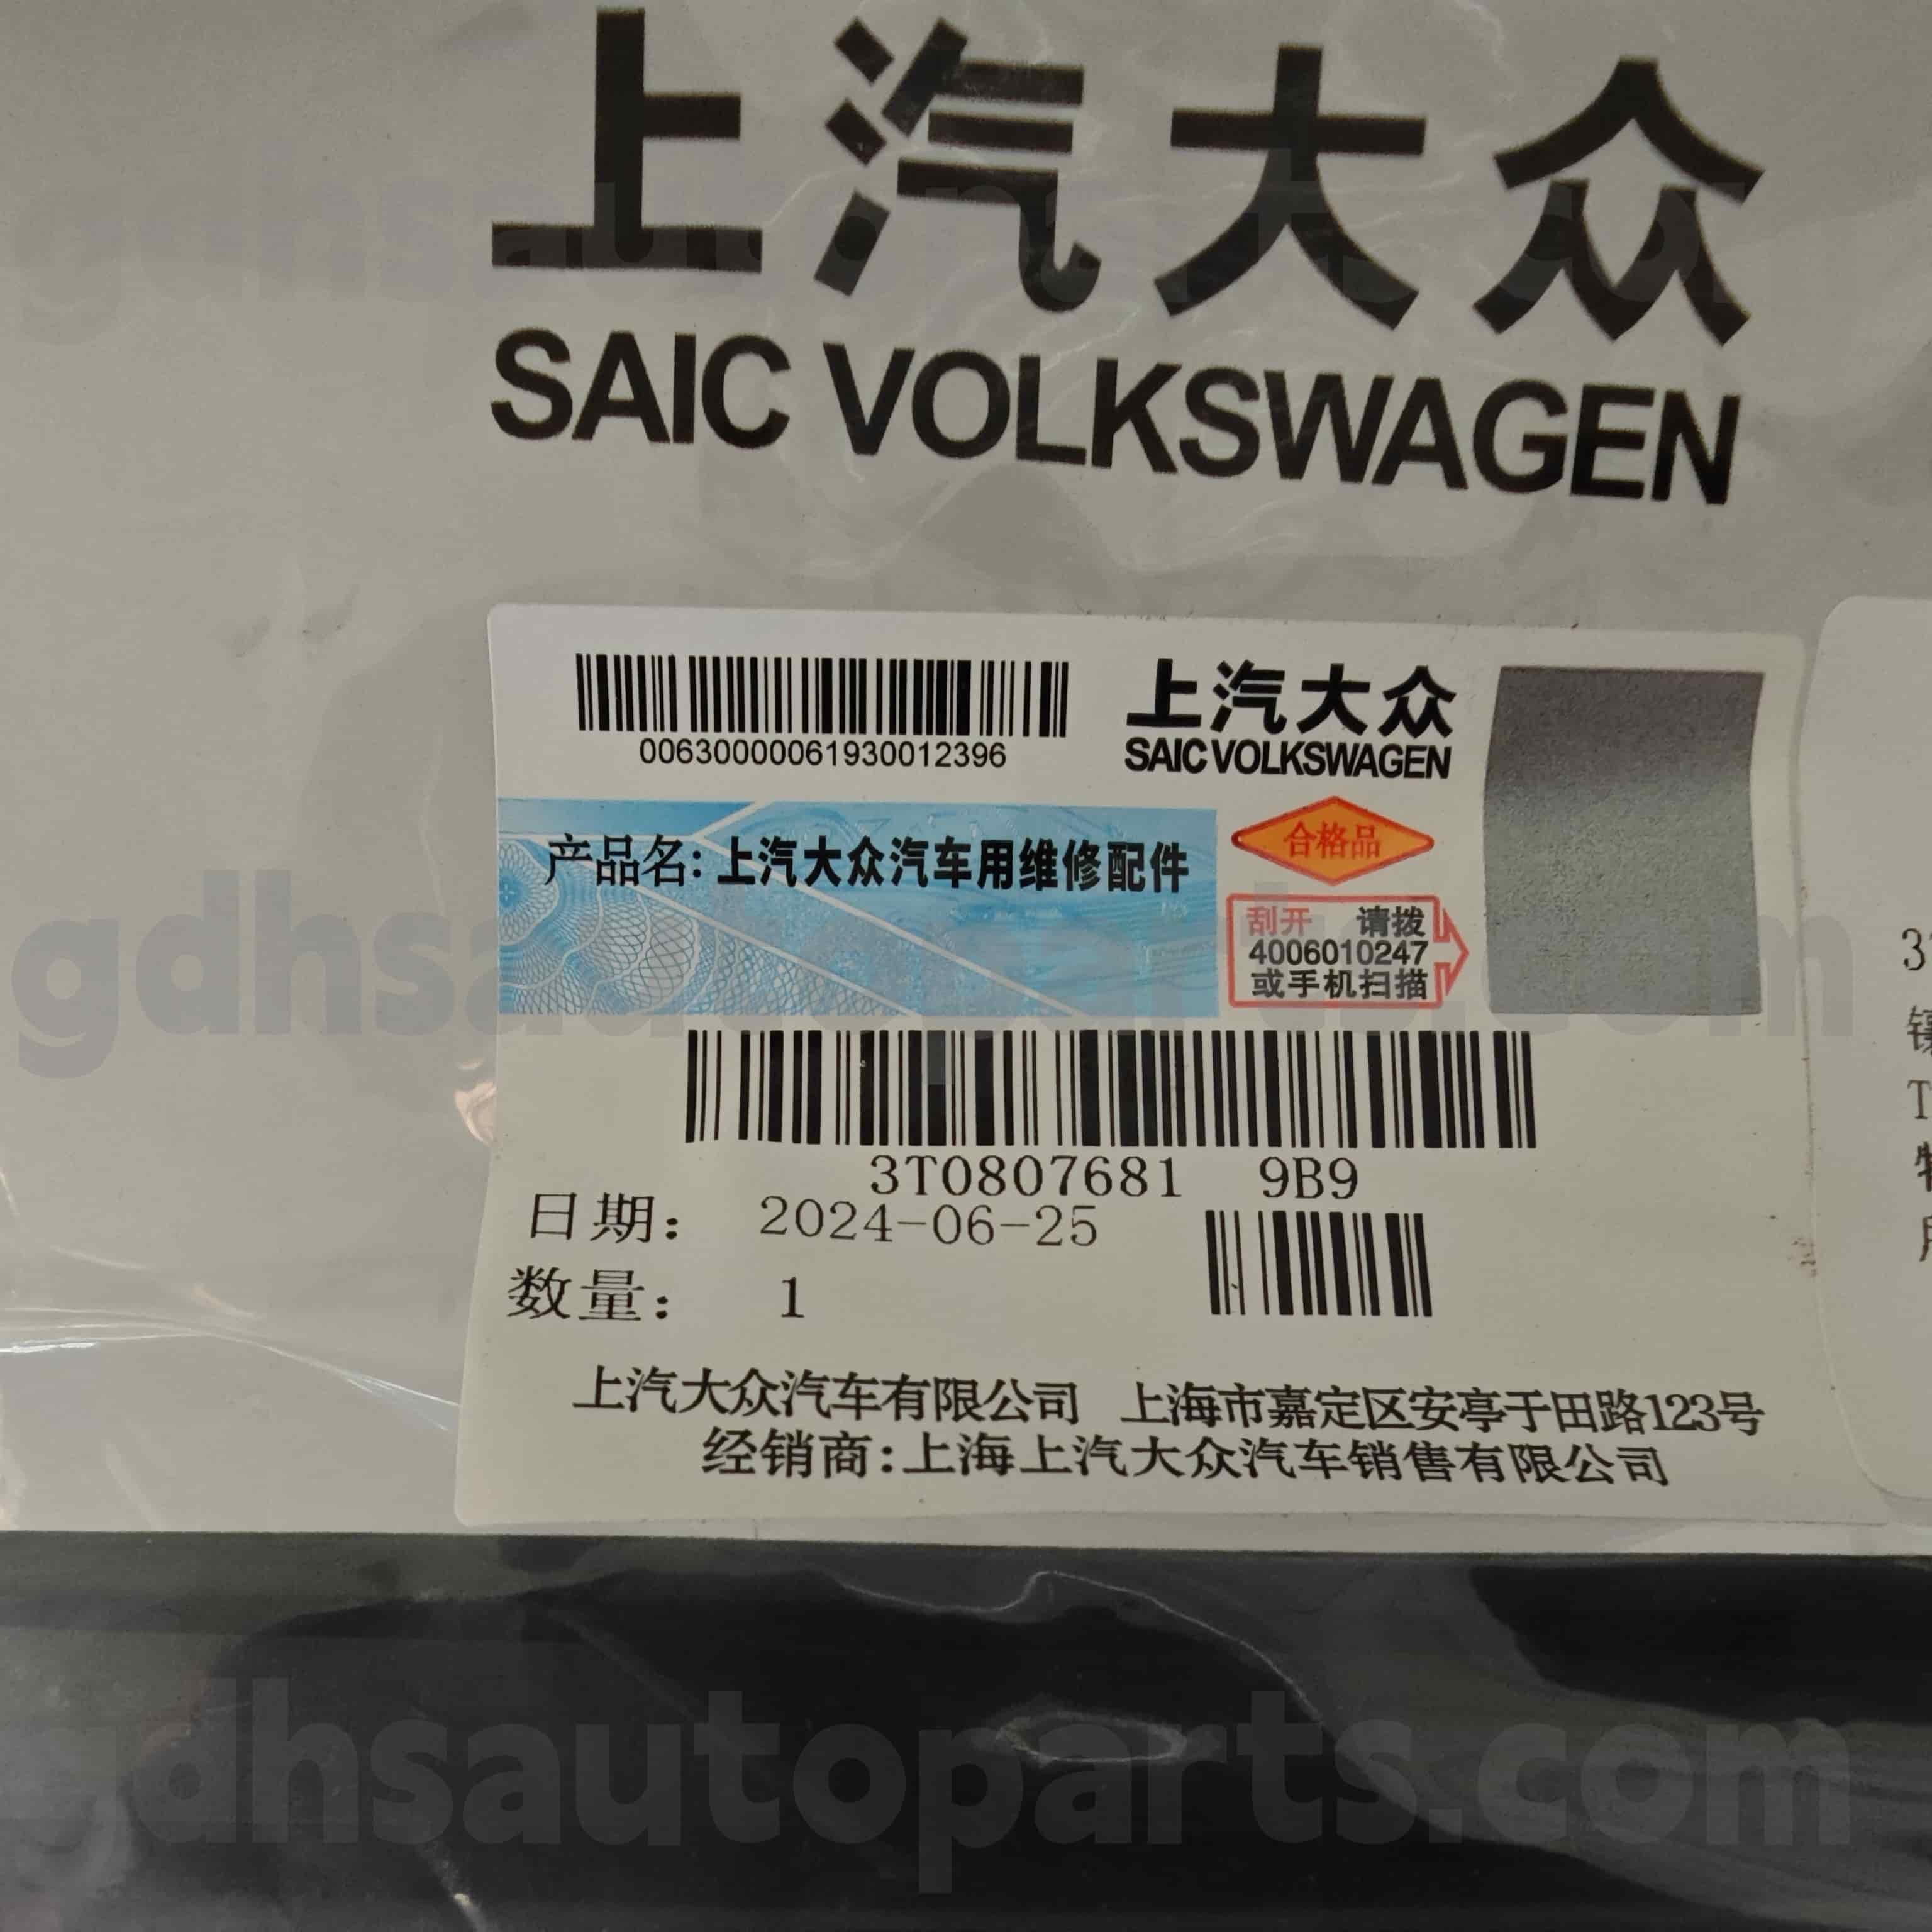 上汽大众
SAIC VOLKSWAGEN
00630000061930012396
上汽大众
SAIC VOLKSWAGEN
产品名: 上汽大众汽车用维修配件
合格品
刮开 请拨
4006010247
或手机扫描
3T0807681 9B9
日期: 2024-06-25
数量: 1
上汽大众汽车有限公司 上海市嘉定区安亭于田路123号
经销商:上海上汽大众汽车销售有限公司
gdhsautoparts.com
gdhsautoparts.com
gdhsautoparts.com